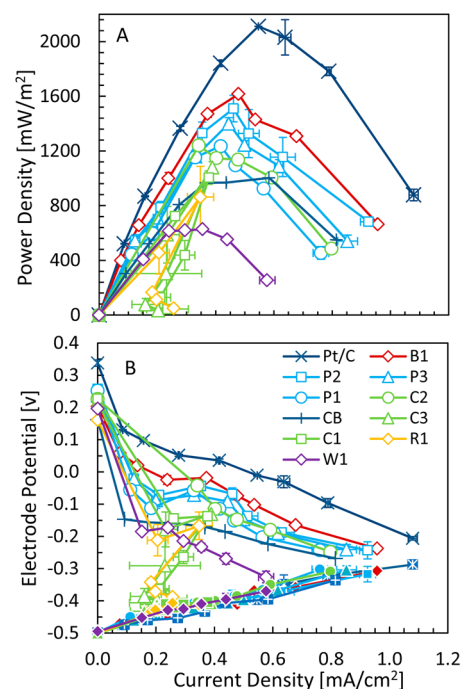 2000
1600
1200
800
400
0
A
Power Density [mW/m²]
0.4
0.3
0.2
0.1
0.0
-0.1
-0.2
-0.3
-0.4
-0.5
B
Electrode Potential [v]
Pt/C B1
P2 P3
P1 C2
CB C3
C1 R1
W1
0.0 0.2 0.4 0.6 0.8 1.0 1.2
Current Density [mA/cm²]